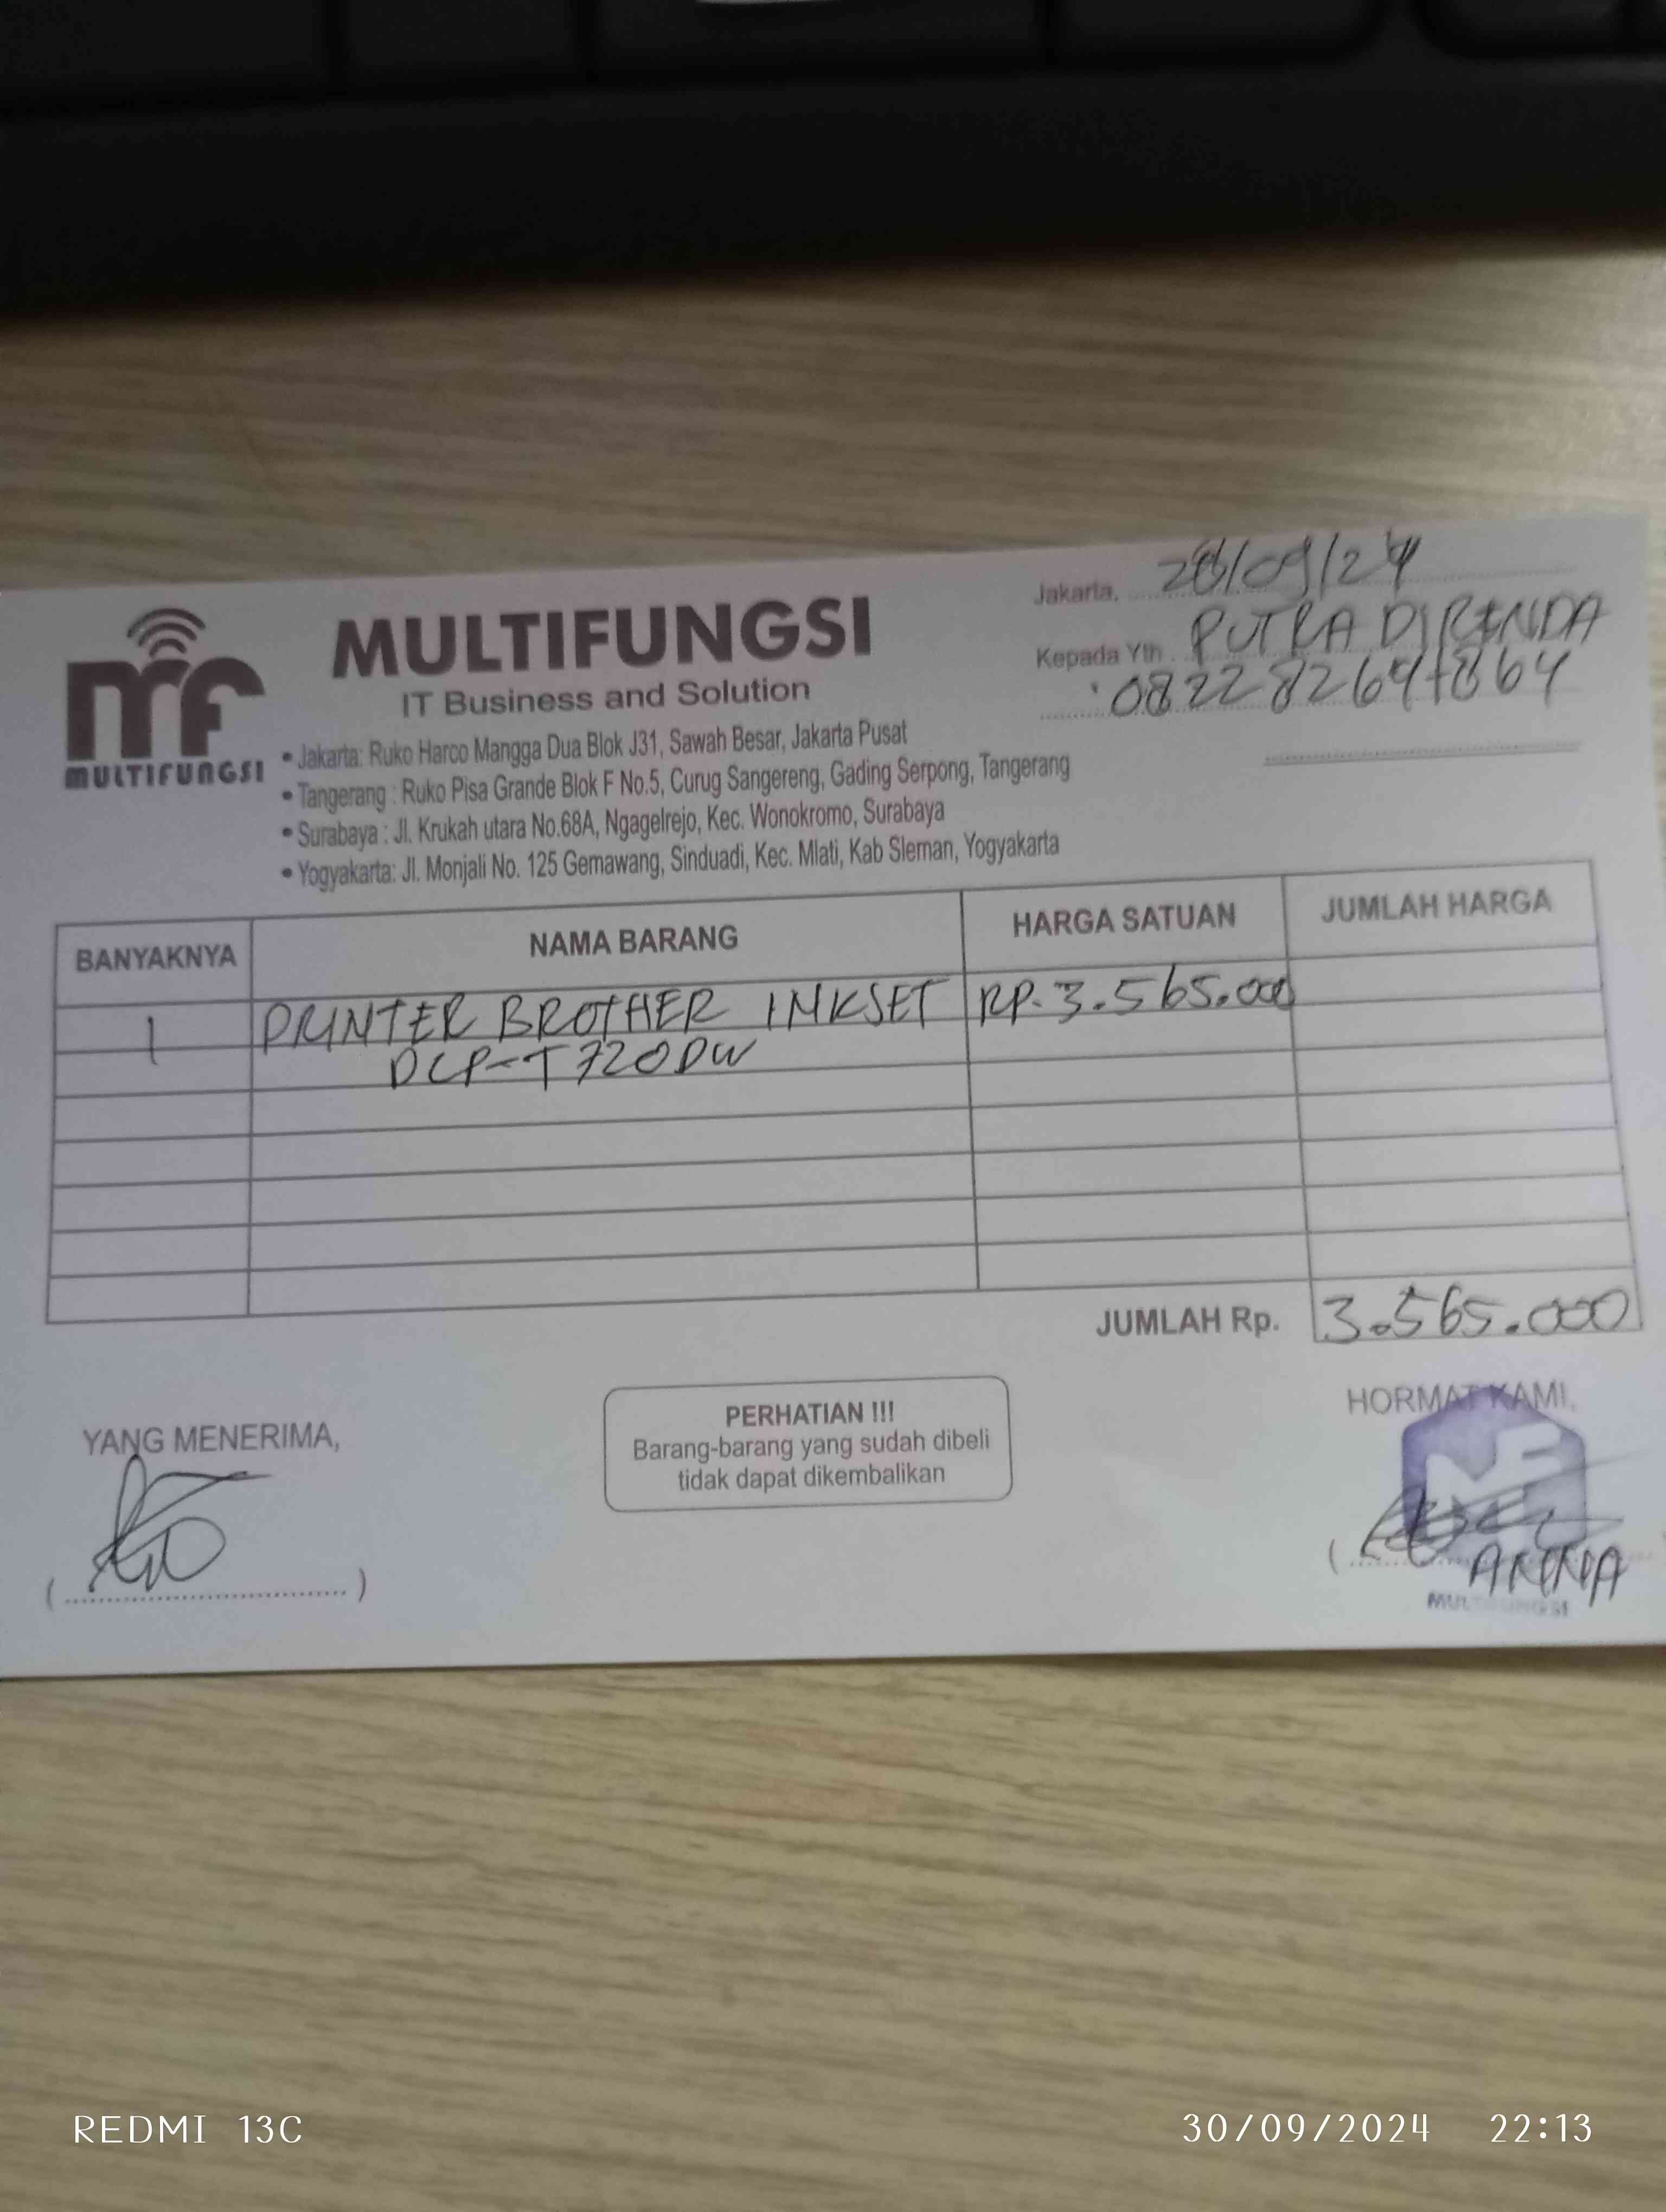 Jakarta, 28/09/24
MULTIFUNGSI
Kepada Yth. PUTRA DIRENDA
IT Business and Solution
mf
MULTIFUNGSI
• Jakarta: Ruko Harco Mangga Dua Blok J31, Sawah Besar, Jakarta Pusat
• Tangerang : Ruko Pisa Grande Blok F No.5, Curug Sangereng, Gading Serpong, Tangerang
• Surabaya : Jl. Krukah utara No.68A, Ngagelrejo, Kec. Wonokromo, Surabaya
• Yogyakarta: Jl. Monjali No. 125 Gemawang, Sinduadi, Kec. Mlati, Kab Sleman, Yogyakarta
BANYAKNYA NAMA BARANG HARGA SATUAN JUMLAH HARGA
1 PRINTER BROTHER INKSET RP. 3.565.000
DCP-T720DW
JUMLAH Rp. 3.565.000
YANG MENERIMA,
PERHATIAN !!!
Barang-barang yang sudah dibeli
tidak dapat dikembalikan
HORMAT KAMI,
MULTIFUNGSI
REDMI 13C 30/09/2024 22:13